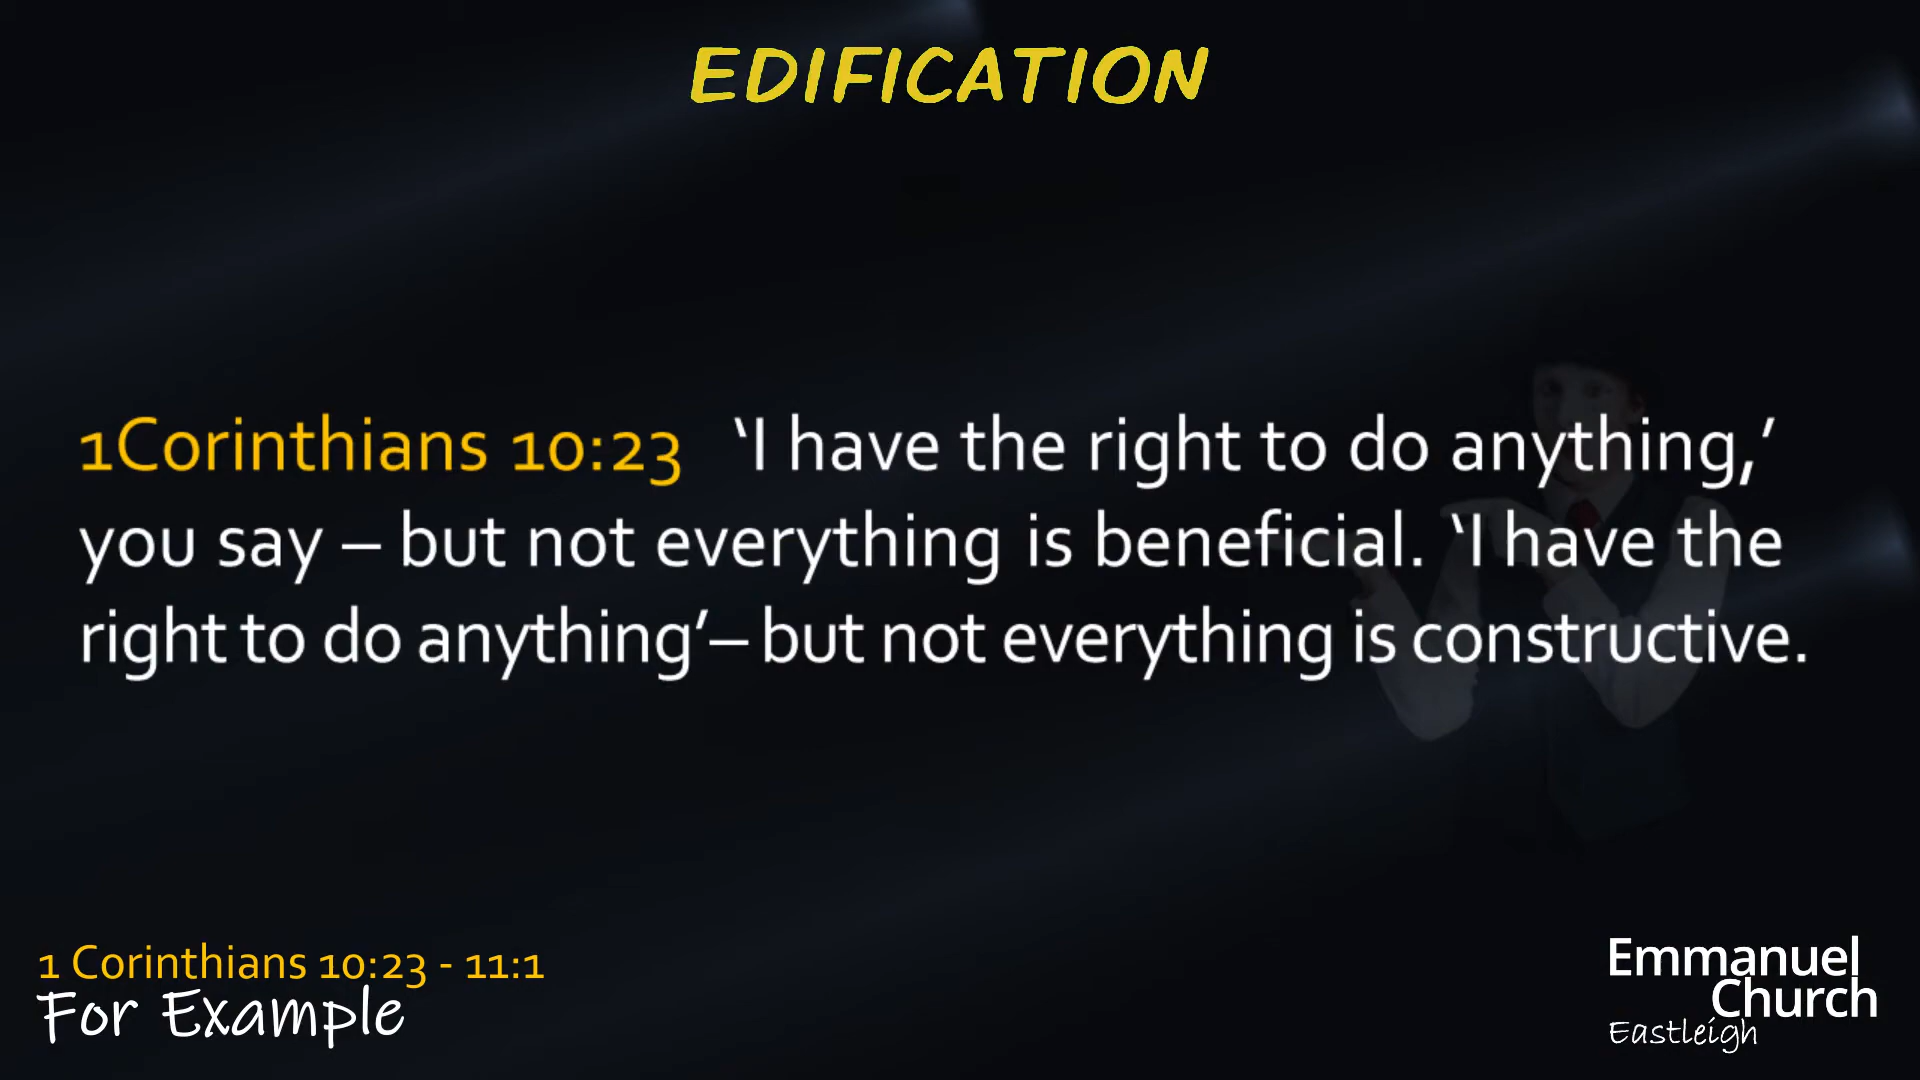 EDIFICATION
1Corinthians 10:23 ‘I have the right to do anything,’
you say – but not everything is beneficial. ‘I have the
right to do anything’– but not everything is constructive.
1 Corinthians 10:23 - 11:1
For Example
Emmanuel
Church
Eastleigh